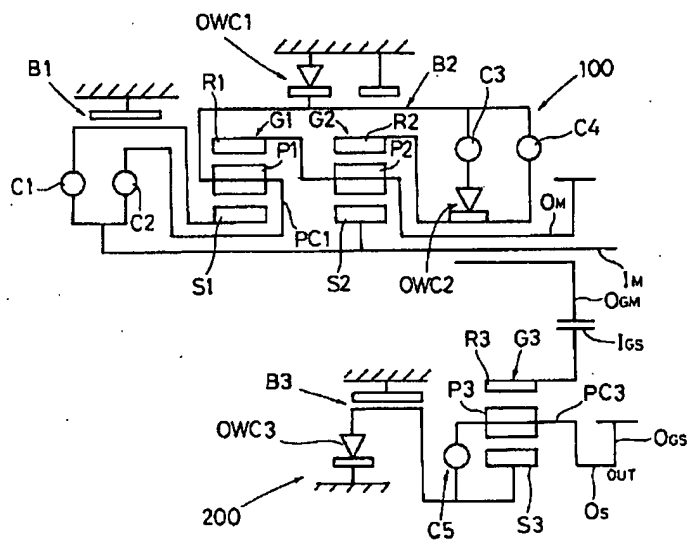 OWC1
B1
B2
C3
100
R1
G1
G2
R2
C4
P1
P2
C1
C2
OM
PC1
S1
S2
OWC2
IM
OGM
IGS
R3
G3
B3
P3
PC3
OWC3
OGS
OUT
200
C5
S3
OS